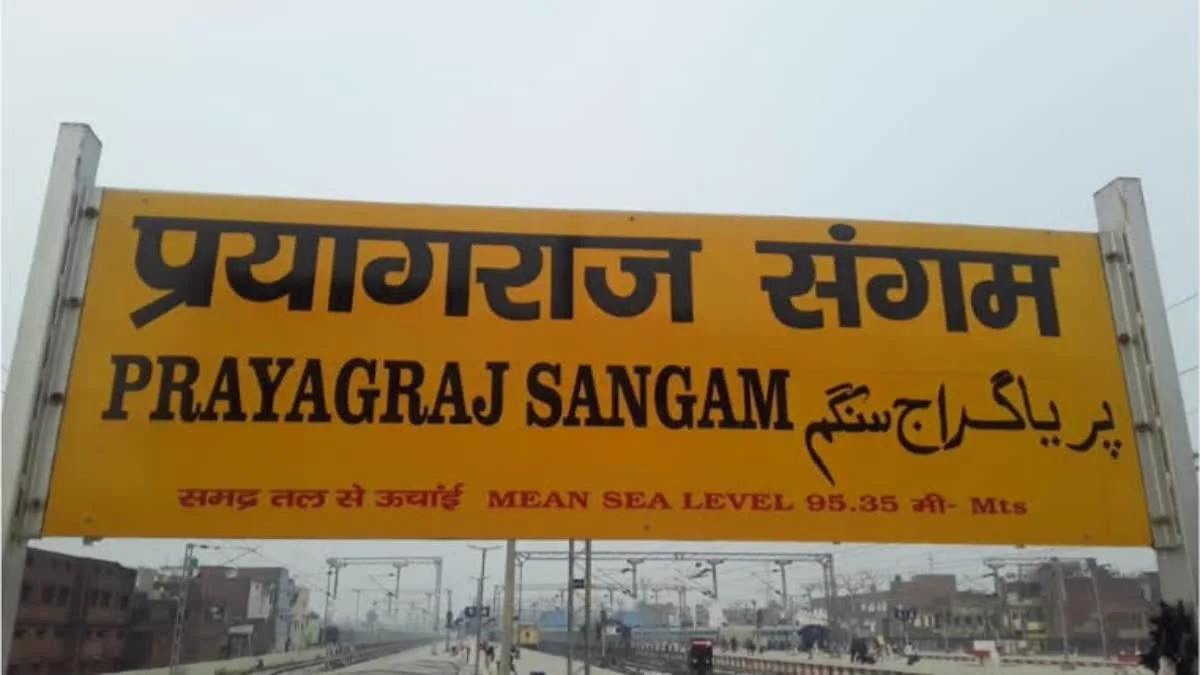 प्रयागराज संगम
PRAYAGRAJ SANGAM پریاگراج سنگم
समद्र तल से ऊचांई MEAN SEA LEVEL 95.35 मी- Mts